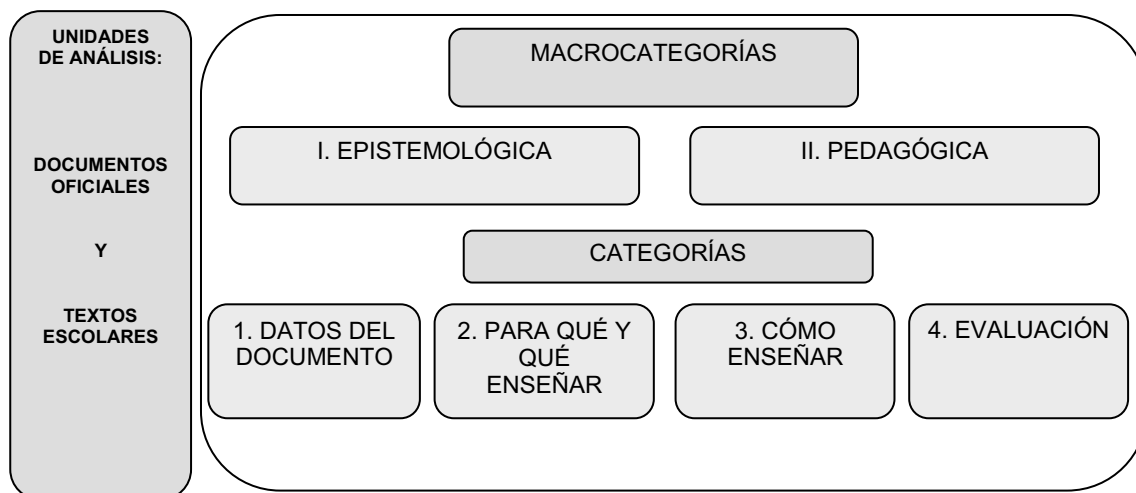 UNIDADES
DE ANÁLISIS:
DOCUMENTOS
OFICIALES
Y
TEXTOS
ESCOLARES
MACROCATEGORÍAS
I. EPISTEMOLÓGICA
II. PEDAGÓGICA
CATEGORÍAS
1. DATOS DEL
DOCUMENTO
2. PARA QUÉ Y
QUÉ
ENSEÑAR
3. CÓMO
ENSEÑAR
4. EVALUACIÓN